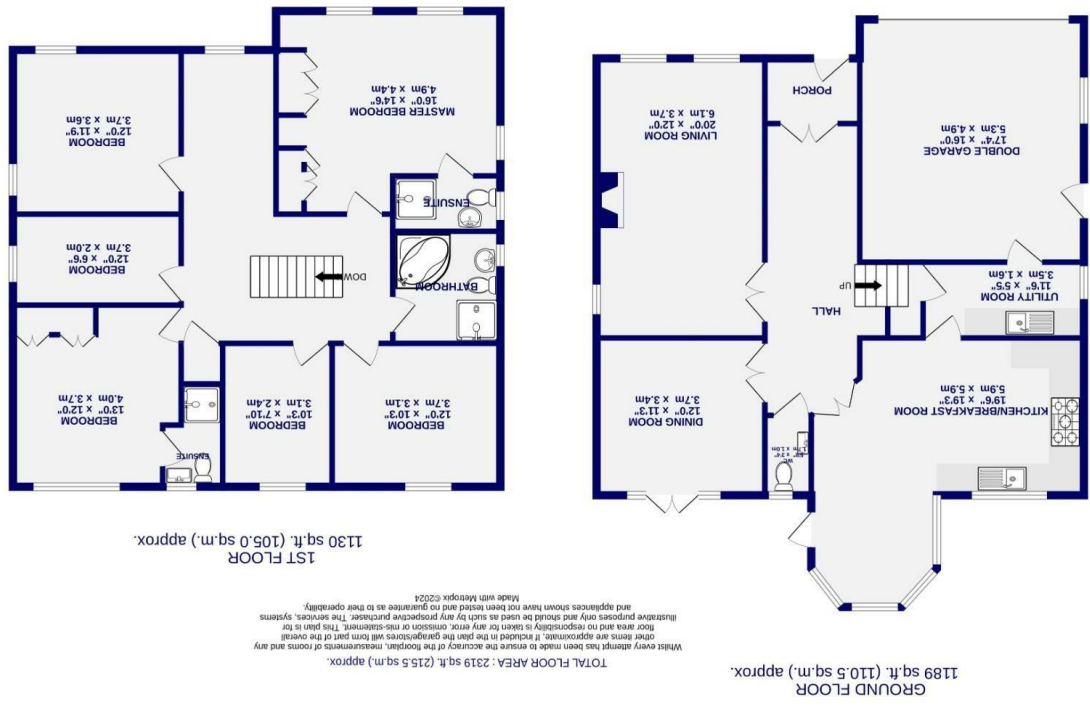 GROUND FLOOR
1189 sq.ft. (110.5 sq.m.) approx.
KITCHEN/BREAKFAST ROOM
19'6" x 19'3"
5.9m x 5.9m
WC
5'8" x 3'4"
1.7m x 1.0m
DINING ROOM
12'0" x 11'3"
3.7m x 3.4m
UTILITY ROOM
11'6" x 5'5"
3.5m x 1.6m
UP
HALL
DOUBLE GARAGE
17'4" x 16'0"
5.3m x 4.9m
LIVING ROOM
20'0" x 12'0"
6.1m x 3.7m
PORCH
TOTAL FLOOR AREA : 2319 sq.ft. (215.5 sq.m.) approx.
Whilst every attempt has been made to ensure the accuracy of the floorplan, measurements of rooms and any
other items are approximate, If included in the plan the garage/stores will form part of the overall
floor area and no responsibility is taken for any error, omission or mis-statement. This plan is for
illustrative purposes only and should be used as such by any prospective purchaser. The services, systems
and appliances shown have not been tested and no guarantee as to their operability.
Made with Metropix ©2024
1ST FLOOR
1130 sq.ft. (105.0 sq.m.) approx.
BEDROOM
12'0" x 10'3"
3.7m x 3.1m
BEDROOM
10'3" x 7'10"
3.1m x 2.4m
ENSUITE
BEDROOM
13'0" x 12'0"
4.0m x 3.7m
BATHROOM
DOWN
BEDROOM
12'0" x 6'6"
3.7m x 2.0m
ENSUITE
MASTER BEDROOM
16'0" x 14'6"
4.9m x 4.4m
BEDROOM
12'0" x 11'9"
3.7m x 3.6m